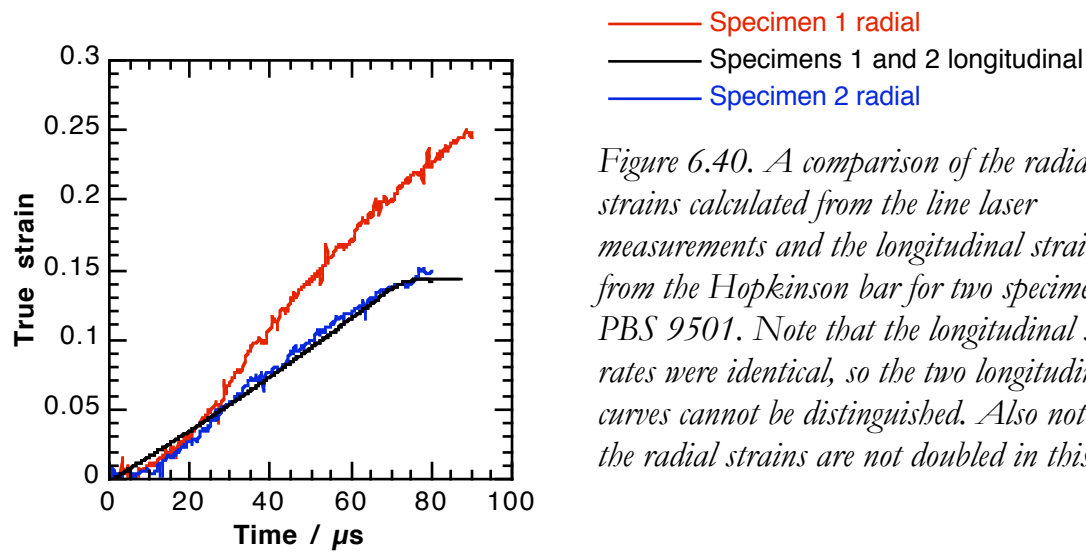 Specimen 1 radial
Specimens 1 and 2 longitudinal
Specimen 2 radial
0.3
0.25
0.2
0.15
0.1
0.05
0
0 20 40 60 80 100
True strain
Time / µs
Figure 6.40. A comparison of the radia
strains calculated from the line laser
measurements and the longitudinal strai
from the Hopkinson bar for two specime
PBS 9501. Note that the longitudinal
rates were identical, so the two longitudin
curves cannot be distinguished. Also not
the radial strains are not doubled in this